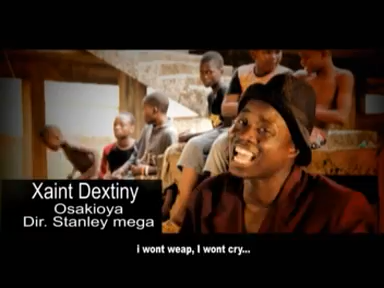 Xaint Dextiny
Osakioya
Dir. Stanley mega
i wont weap, I wont cry...